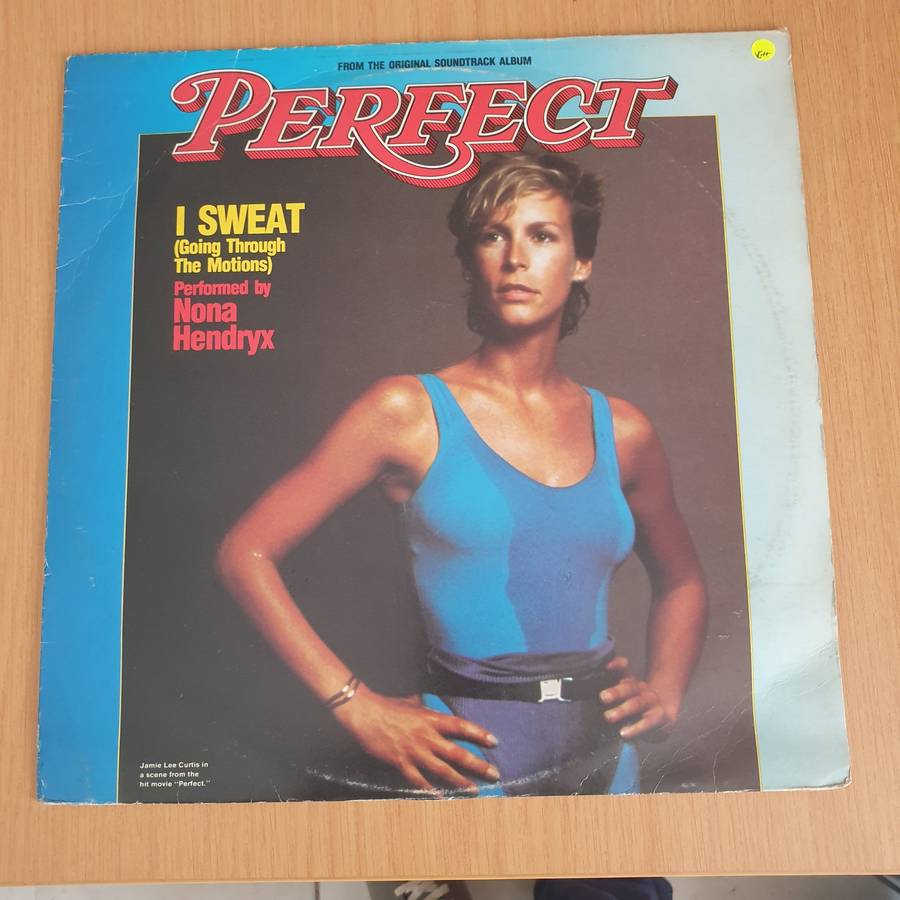 FROM THE ORIGINAL SOUNDTRACK ALBUM
PERFECT
I SWEAT
(Going Through
The Motions)
Performed by
Nona
Hendryx
Jamie Lee Curtis in
a scene from the
hit movie "Perfect."